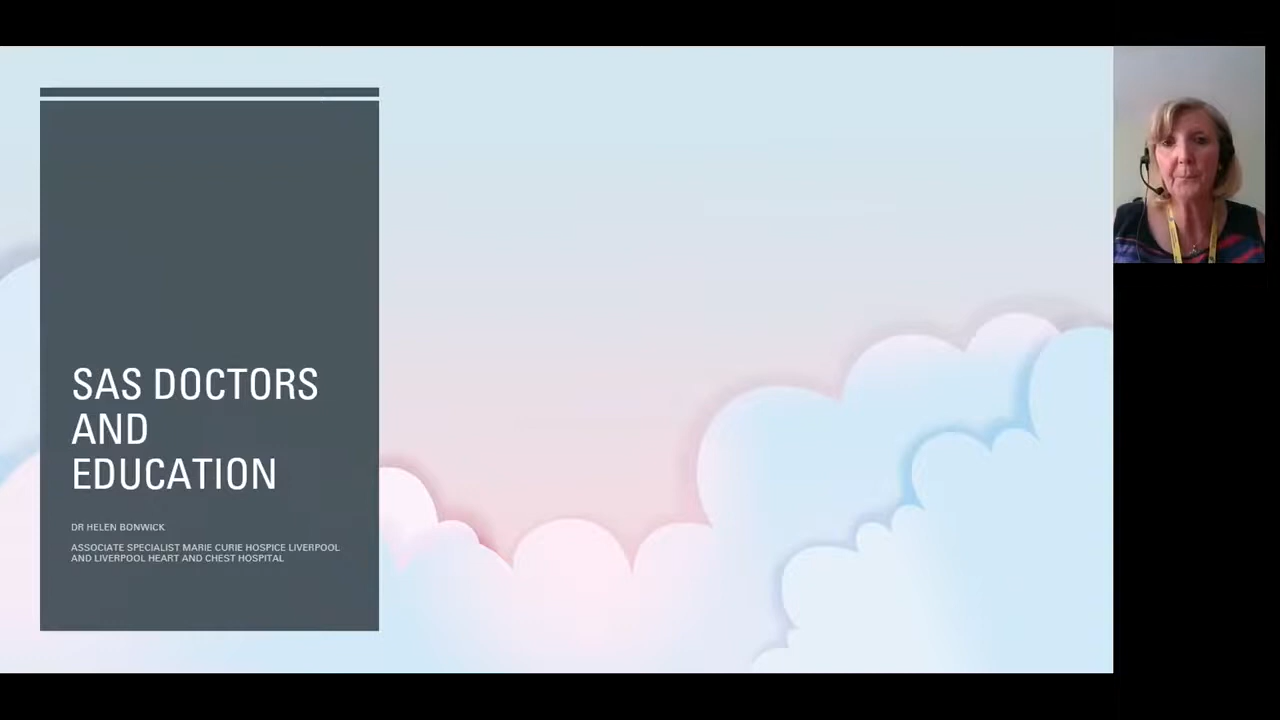 SAS DOCTORS
AND
EDUCATION
DR HELEN BONWICK
ASSOCIATE SPECIALIST MARIE CURIE HOSPICE LIVERPOOL
AND LIVERPOOL HEART AND CHEST HOSPITAL